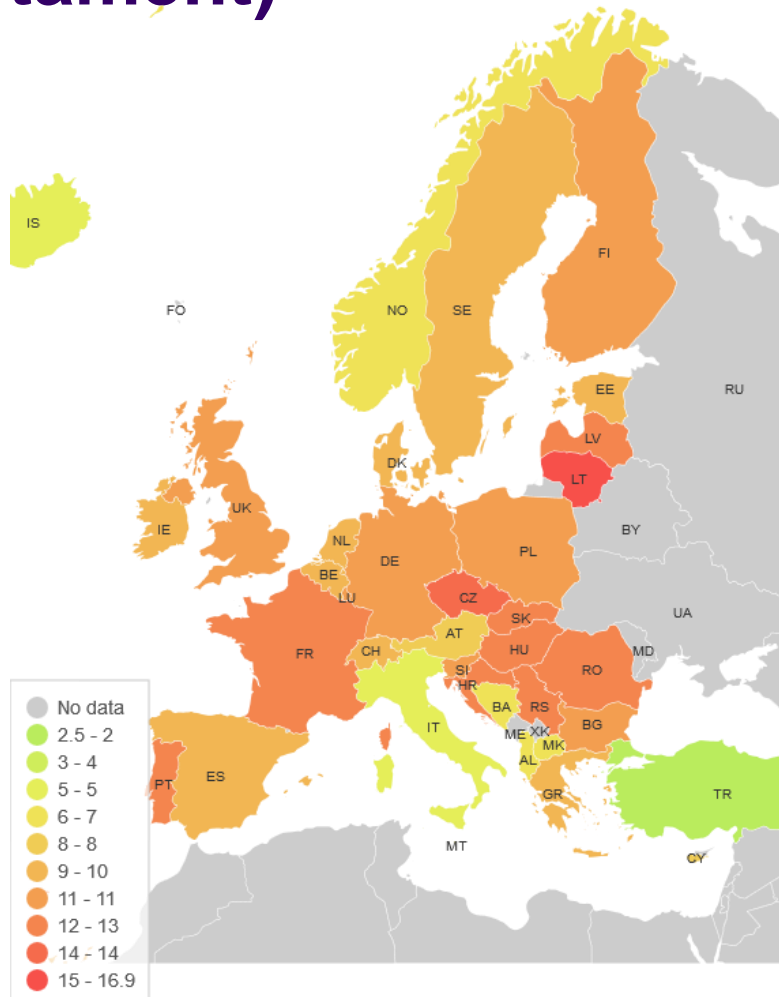 tament)
IS
FO
NO
SE
FI
RU
EE
LV
LT
DK
IE
UK
NL
BE
LU
DE
PL
BY
UA
CZ
SK
AT
HU
MD
FR
CH
SI
HR
RO
BA
RS
ME
XK
BG
IT
MK
AL
PT
ES
GR
TR
MT
CY
No data
2.5 - 2
3 - 4
5 - 5
6 - 7
8 - 8
9 - 10
11 - 11
12 - 13
14 - 14
15 - 16.9